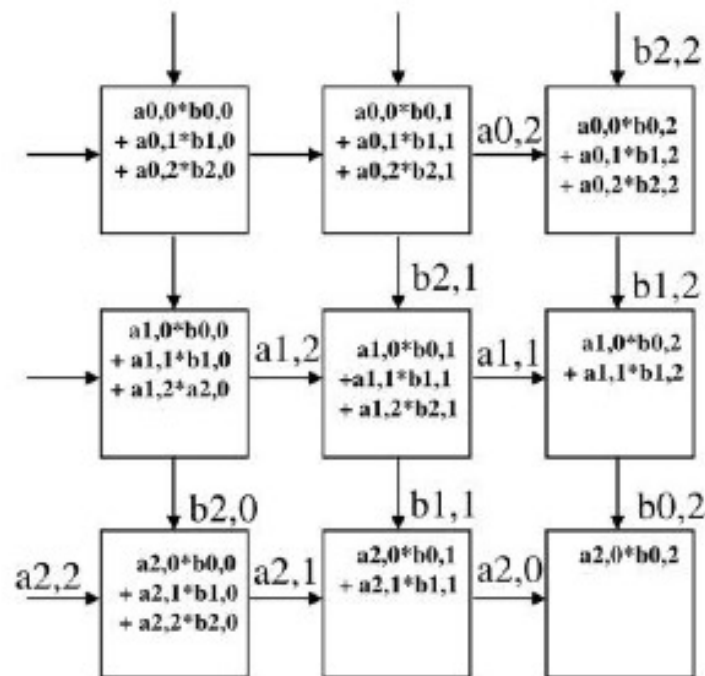 b2,2
a0,0*b0,0
+ a0,1*b1,0
+ a0,2*b2,0
a0,0*b0,1
+ a0,1*b1,1
+ a0,2*b2,1
a0,2
a0,0*b0,2
+ a0,1*b1,2
+ a0,2*b2,2
b2,1
b1,2
a1,0*b0,0
+ a1,1*b1,0
+ a1,2*a2,0
a1,2
a1,0*b0,1
+a1,1*b1,1
+ a1,2*b2,1
a1,1
a1,0*b0,2
+ a1,1*b1,2
b2,0
b1,1
b0,2
a2,2
a2,0*b0,0
+ a2,1*b1,0
+ a2,2*b2,0
a2,1
a2,0*b0,1
+ a2,1*b1,1
a2,0
a2,0*b0,2